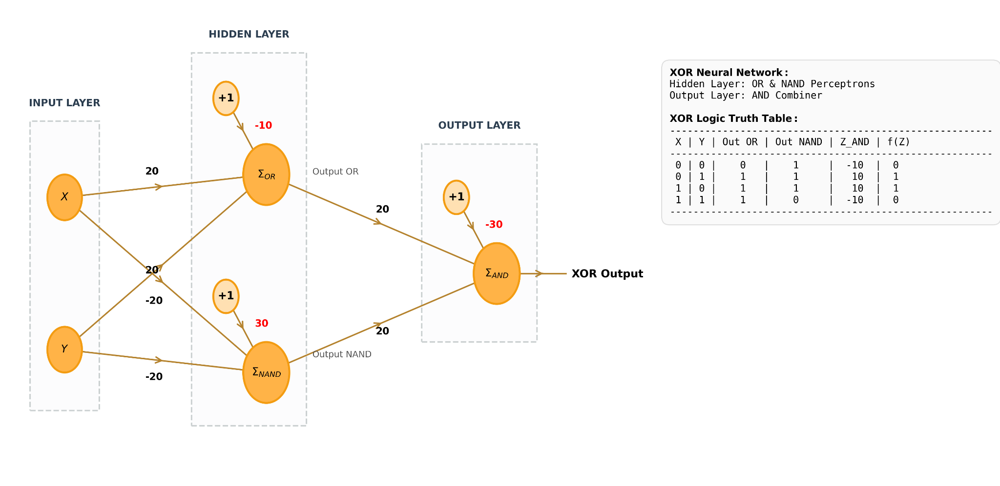 HIDDEN LAYER
INPUT LAYER
OUTPUT LAYER
+1
-10
20
X
Σ_OR
Output OR
20
+1
-30
20
-20
Σ_AND
XOR Output
+1
30
20
Y
Output NAND
-20
Σ_NAND
XOR Neural Network:
Hidden Layer: OR & NAND Perceptrons
Output Layer: AND Combiner
XOR Logic Truth Table:
-------------------------------------------------------
X | Y | Out OR | Out NAND | Z_AND | f(Z)
-------------------------------------------------------
0 | 0 | 0 | 1 | -10 | 0
0 | 1 | 1 | 1 | 10 | 1
1 | 0 | 1 | 1 | 10 | 1
1 | 1 | 1 | 0 | -10 | 0
-------------------------------------------------------